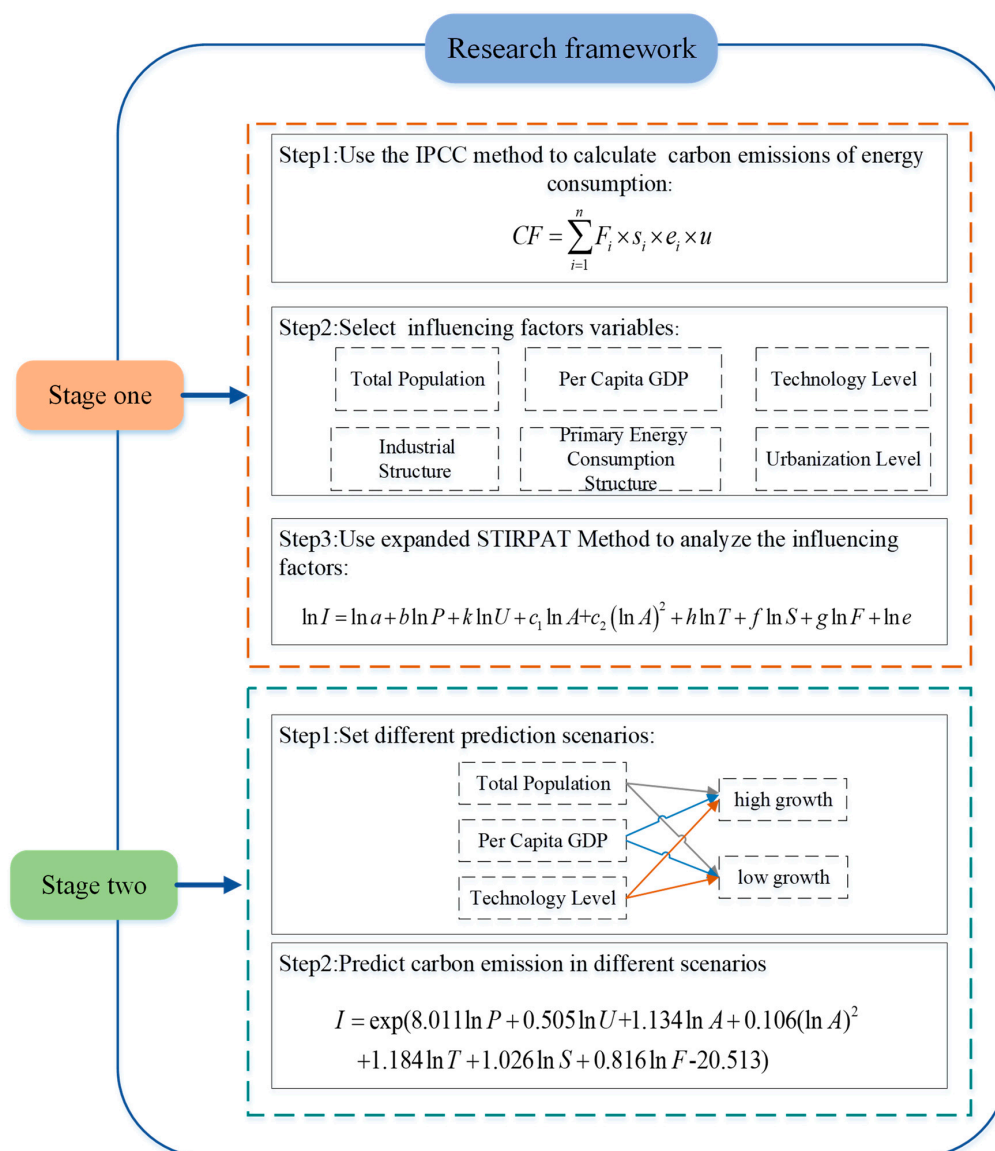 Research framework
Step1:Use the IPCC method to calculate carbon emissions of energy
consumption:
CF = \sum_{i=1}^{n} F_i × s_i × e_i × u
Stage one
Step2:Select influencing factors variables:
Total Population
Per Capita GDP
Technology Level
Industrial
Structure
Primary Energy
Consumption
Structure
Urbanization Level
Step3:Use expanded STIRPAT Method to analyze the influencing
factors:
ln I = ln a + b ln P + k ln U + c₁ ln A+c₂ (ln A)² + h ln T + f ln S + g ln F + ln e
Stage two
Step1:Set different prediction scenarios:
Total Population
Per Capita GDP
Technology Level
high growth
low growth
Step2:Predict carbon emission in different scenarios
I = exp(8.011 ln P + 0.505 ln U +1.134 ln A + 0.106(ln A)²
+1.184 ln T + 1.026 ln S + 0.816 ln F -20.513)